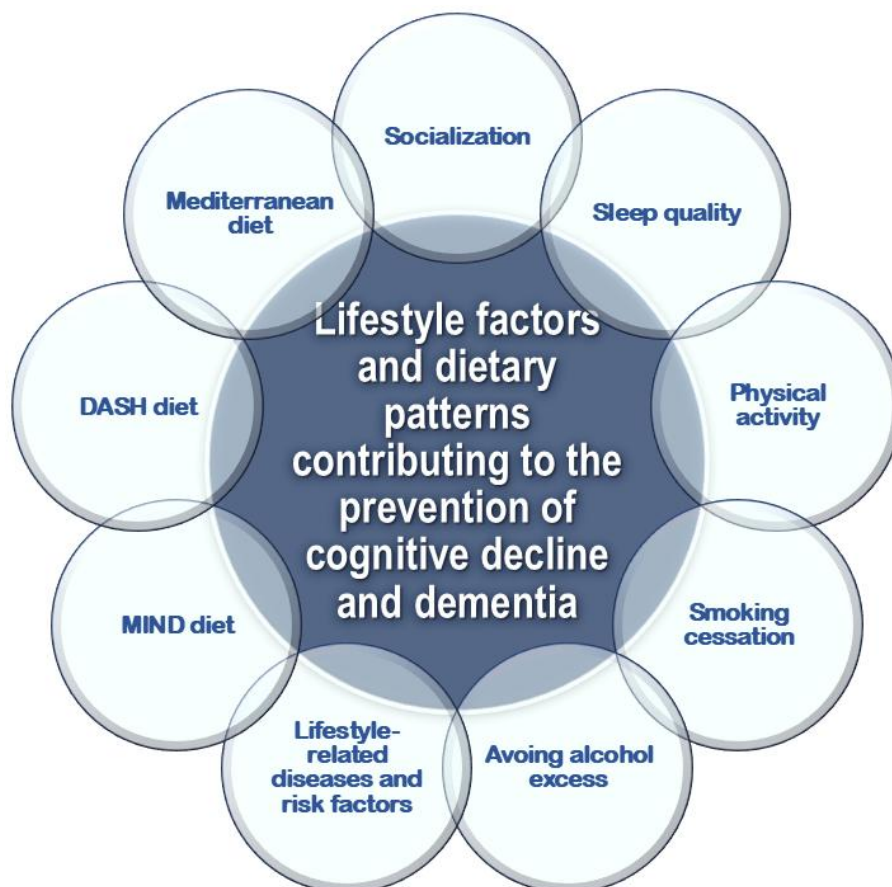 Socialization
Sleep quality
Physical
activity
Smoking
cessation
Avoing alcohol
excess
Lifestyle-
related
diseases and
risk factors
MIND diet
DASH diet
Mediterranean
diet
Lifestyle factors
and dietary
patterns
contributing to the
prevention of
cognitive decline
and dementia